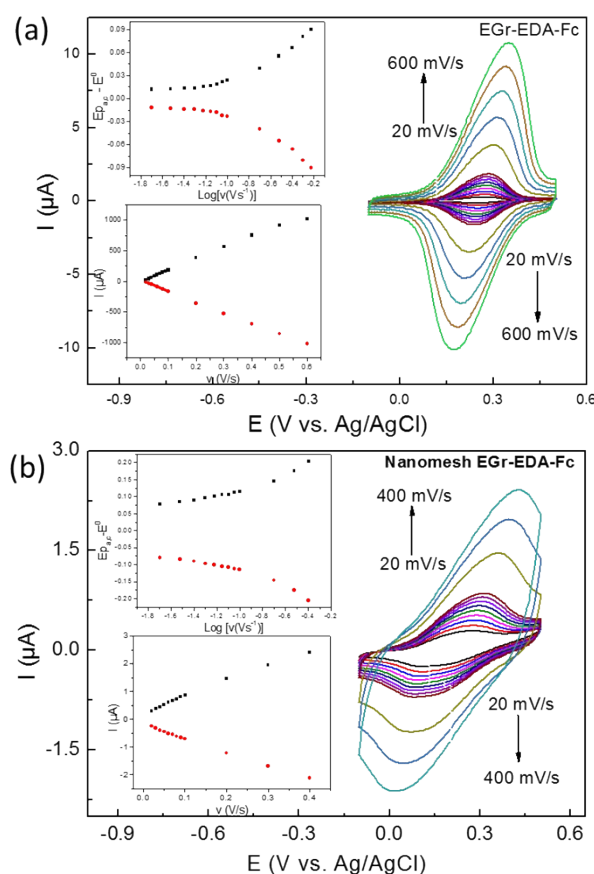 (a)
EGr-EDA-Fc
600 mV/s
20 mV/s
20 mV/s
600 mV/s
I (µA)
10
5
0
-5
-10
-0.9 -0.6 -0.3 0.0 0.3 0.6
E (V vs. Ag/AgCl)
Ep a,c - E⁰
0.09
0.06
0.03
0.00
-0.03
-0.06
-0.09
-1.8 -1.6 -1.4 -1.2 -1.0 -0.8 -0.6 -0.4 -0.2
Log[v(Vs⁻¹)]
I (µA)
1000
500
0
-500
-1000
0.0 0.1 0.2 0.3 0.4 0.5 0.6
v (V/s)
(b)
Nanomesh EGr-EDA-Fc
400 mV/s
20 mV/s
20 mV/s
400 mV/s
I (µA)
3.0
1.5
0.0
-1.5
-0.9 -0.6 -0.3 0.0 0.3 0.6
E (V vs. Ag/AgCl)
Ep a,c-E⁰
0.20
0.15
0.10
0.05
0.00
-0.05
-0.10
-0.15
-0.20
-1.8 -1.6 -1.4 -1.2 -1.0 -0.8 -0.6 -0.4 -0.2
Log [v(Vs⁻¹)]
I (µA)
3
2
1
0
-1
-2
0.0 0.1 0.2 0.3 0.4
v (V/s)